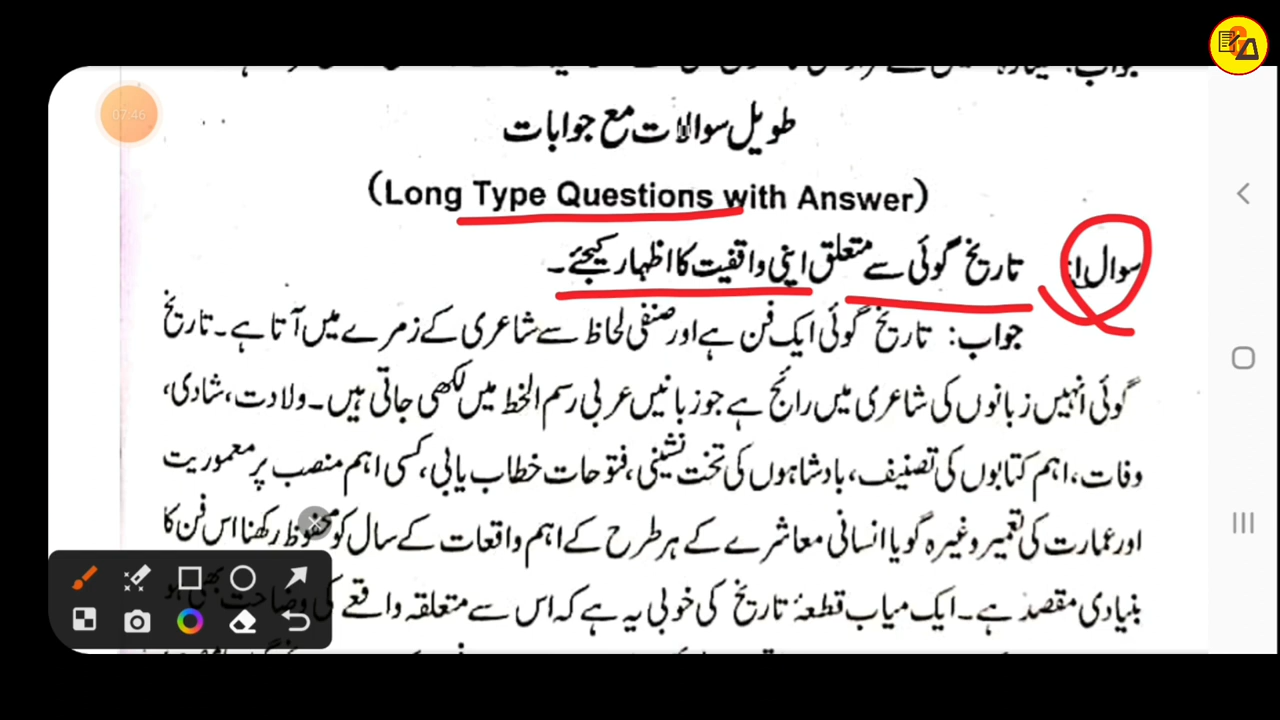 07:46
طویل سوالات مع جوابات
(Long Type Questions with Answer)
سوال ۱: تاریخ گوئی سے متعلق اپنی واقفیت کا اظہار کیجئے۔
جواب: تاریخ گوئی ایک فن ہے اور صنفی لحاظ سے شاعری کے زمرے میں آتا ہے۔ تاریخ
گوئی انہیں زبانوں کی شاعری میں رائج ہے جو زبانیں عربی رسم الخط میں لکھی جاتی ہیں۔ ولادت، شادی،
وفات، اہم کتابوں کی تصنیف، بادشاہوں کی تخت نشینی، فتوحات خطاب یابی، کسی اہم منصب پر معموریت
اور عمارت کی تعمیر وغیرہ گویا انسانی معاشرے کے ہر طرح کے اہم واقعات کے سال کو محفوظ رکھنا اس فن کا
بنیادی مقصد ہے۔ ایک میاب قطعۂ تاریخ کی خوبی یہ ہے کہ اس سے متعلقہ واقعے کی وضاحت بھی ہو